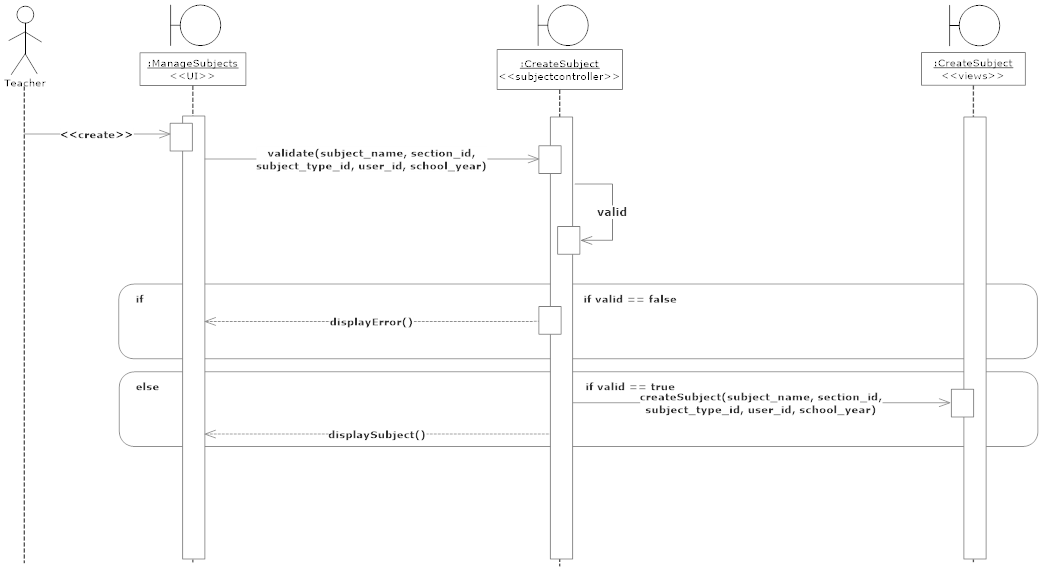 Teacher
:ManageSubjects
<<UI>>
:CreateSubject
<<subjectcontroller>>
:CreateSubject
<<views>>
<<create>>
validate(subject_name, section_id,
subject_type_id, user_id, school_year)
valid
if
if valid == false
displayError()
else
if valid == true
createSubject(subject_name, section_id,
subject_type_id, user_id, school_year)
displaySubject()